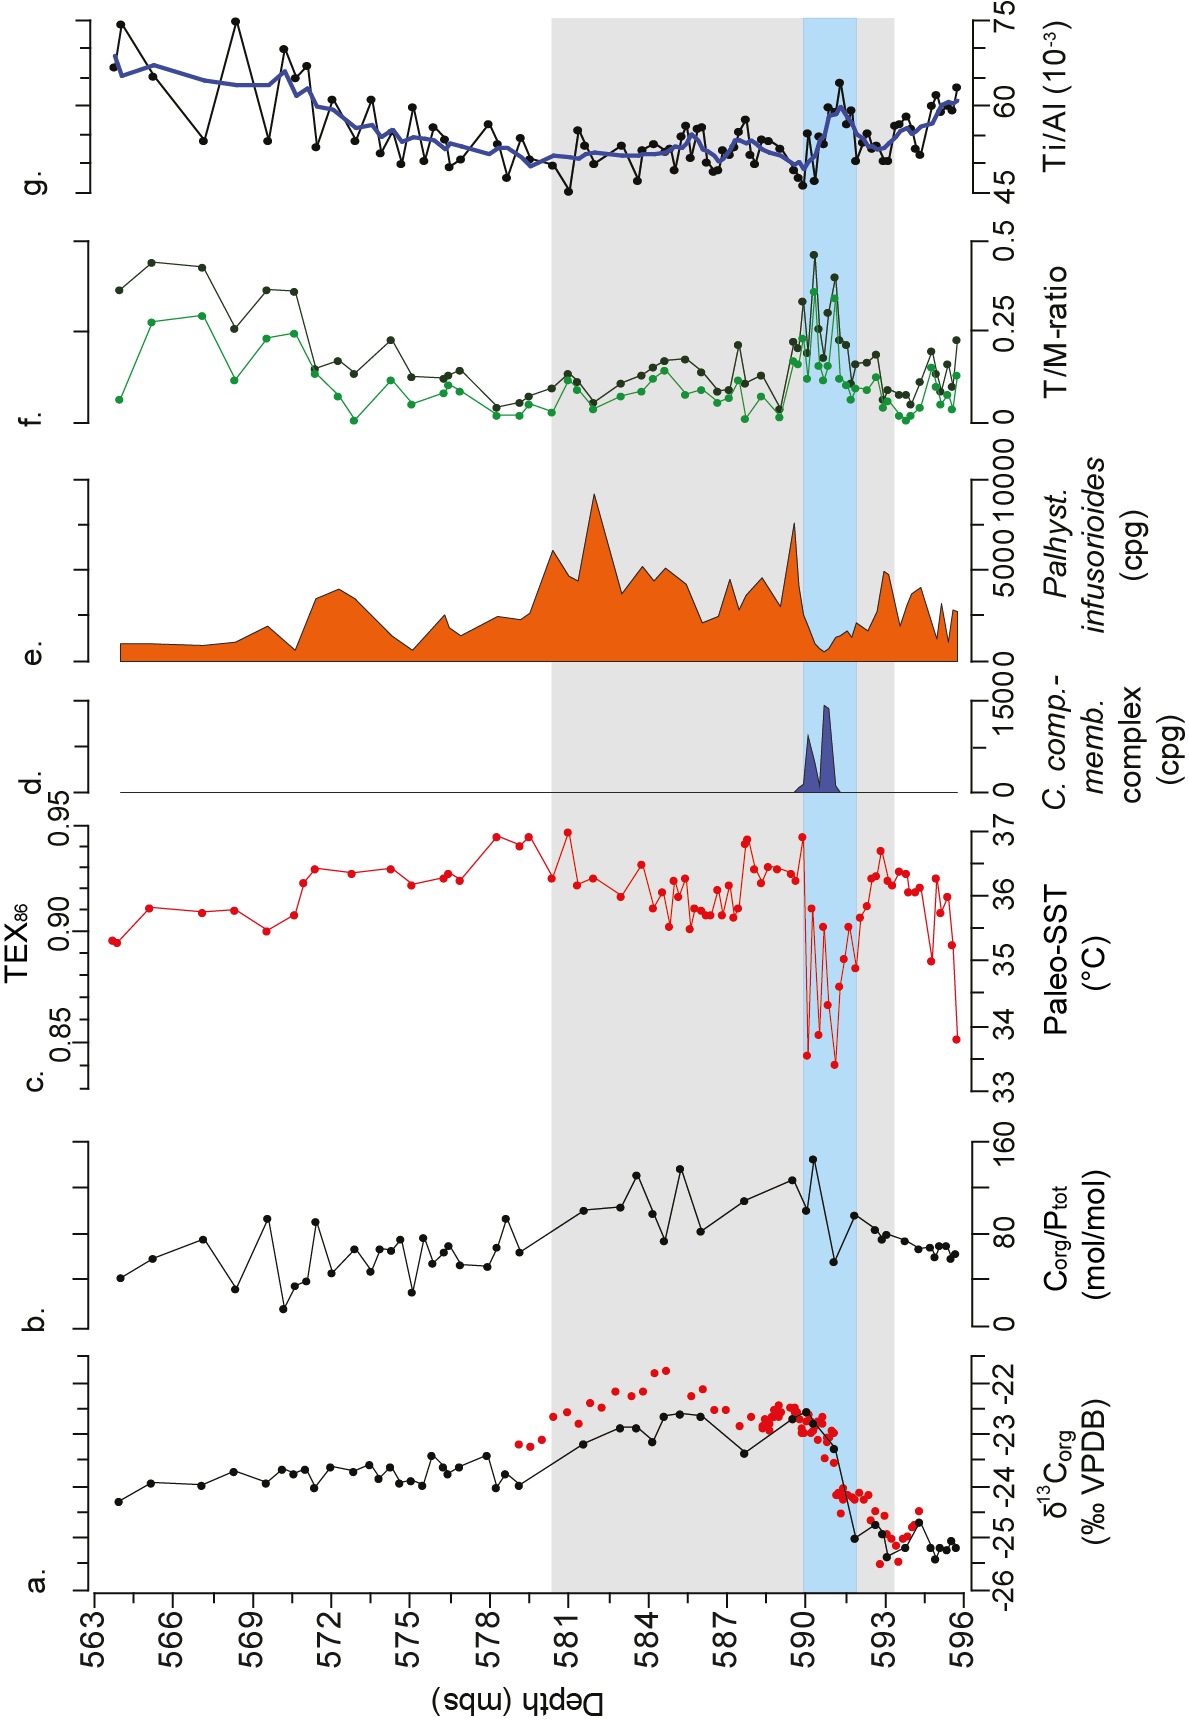 a.
-26
-25
-24
-23
-22
δ¹³Corg
(‰ VPDB)
b.
0
80
160
Corg/Ptot
(mol/mol)
c.
TEX86
0.85
0.90
0.95
33
34
35
36
37
Paleo-SST
(°C)
d.
0
1500
C. comp.-
memb.
complex
(cpg)
e.
0
5000
10000
Palhyst.
infusorioides
(cpg)
f.
0
0.25
0.5
T/M-ratio
g.
45
60
75
Ti/Al (10⁻³)
563
566
569
572
575
578
581
584
587
590
593
596
Depth (mbs)